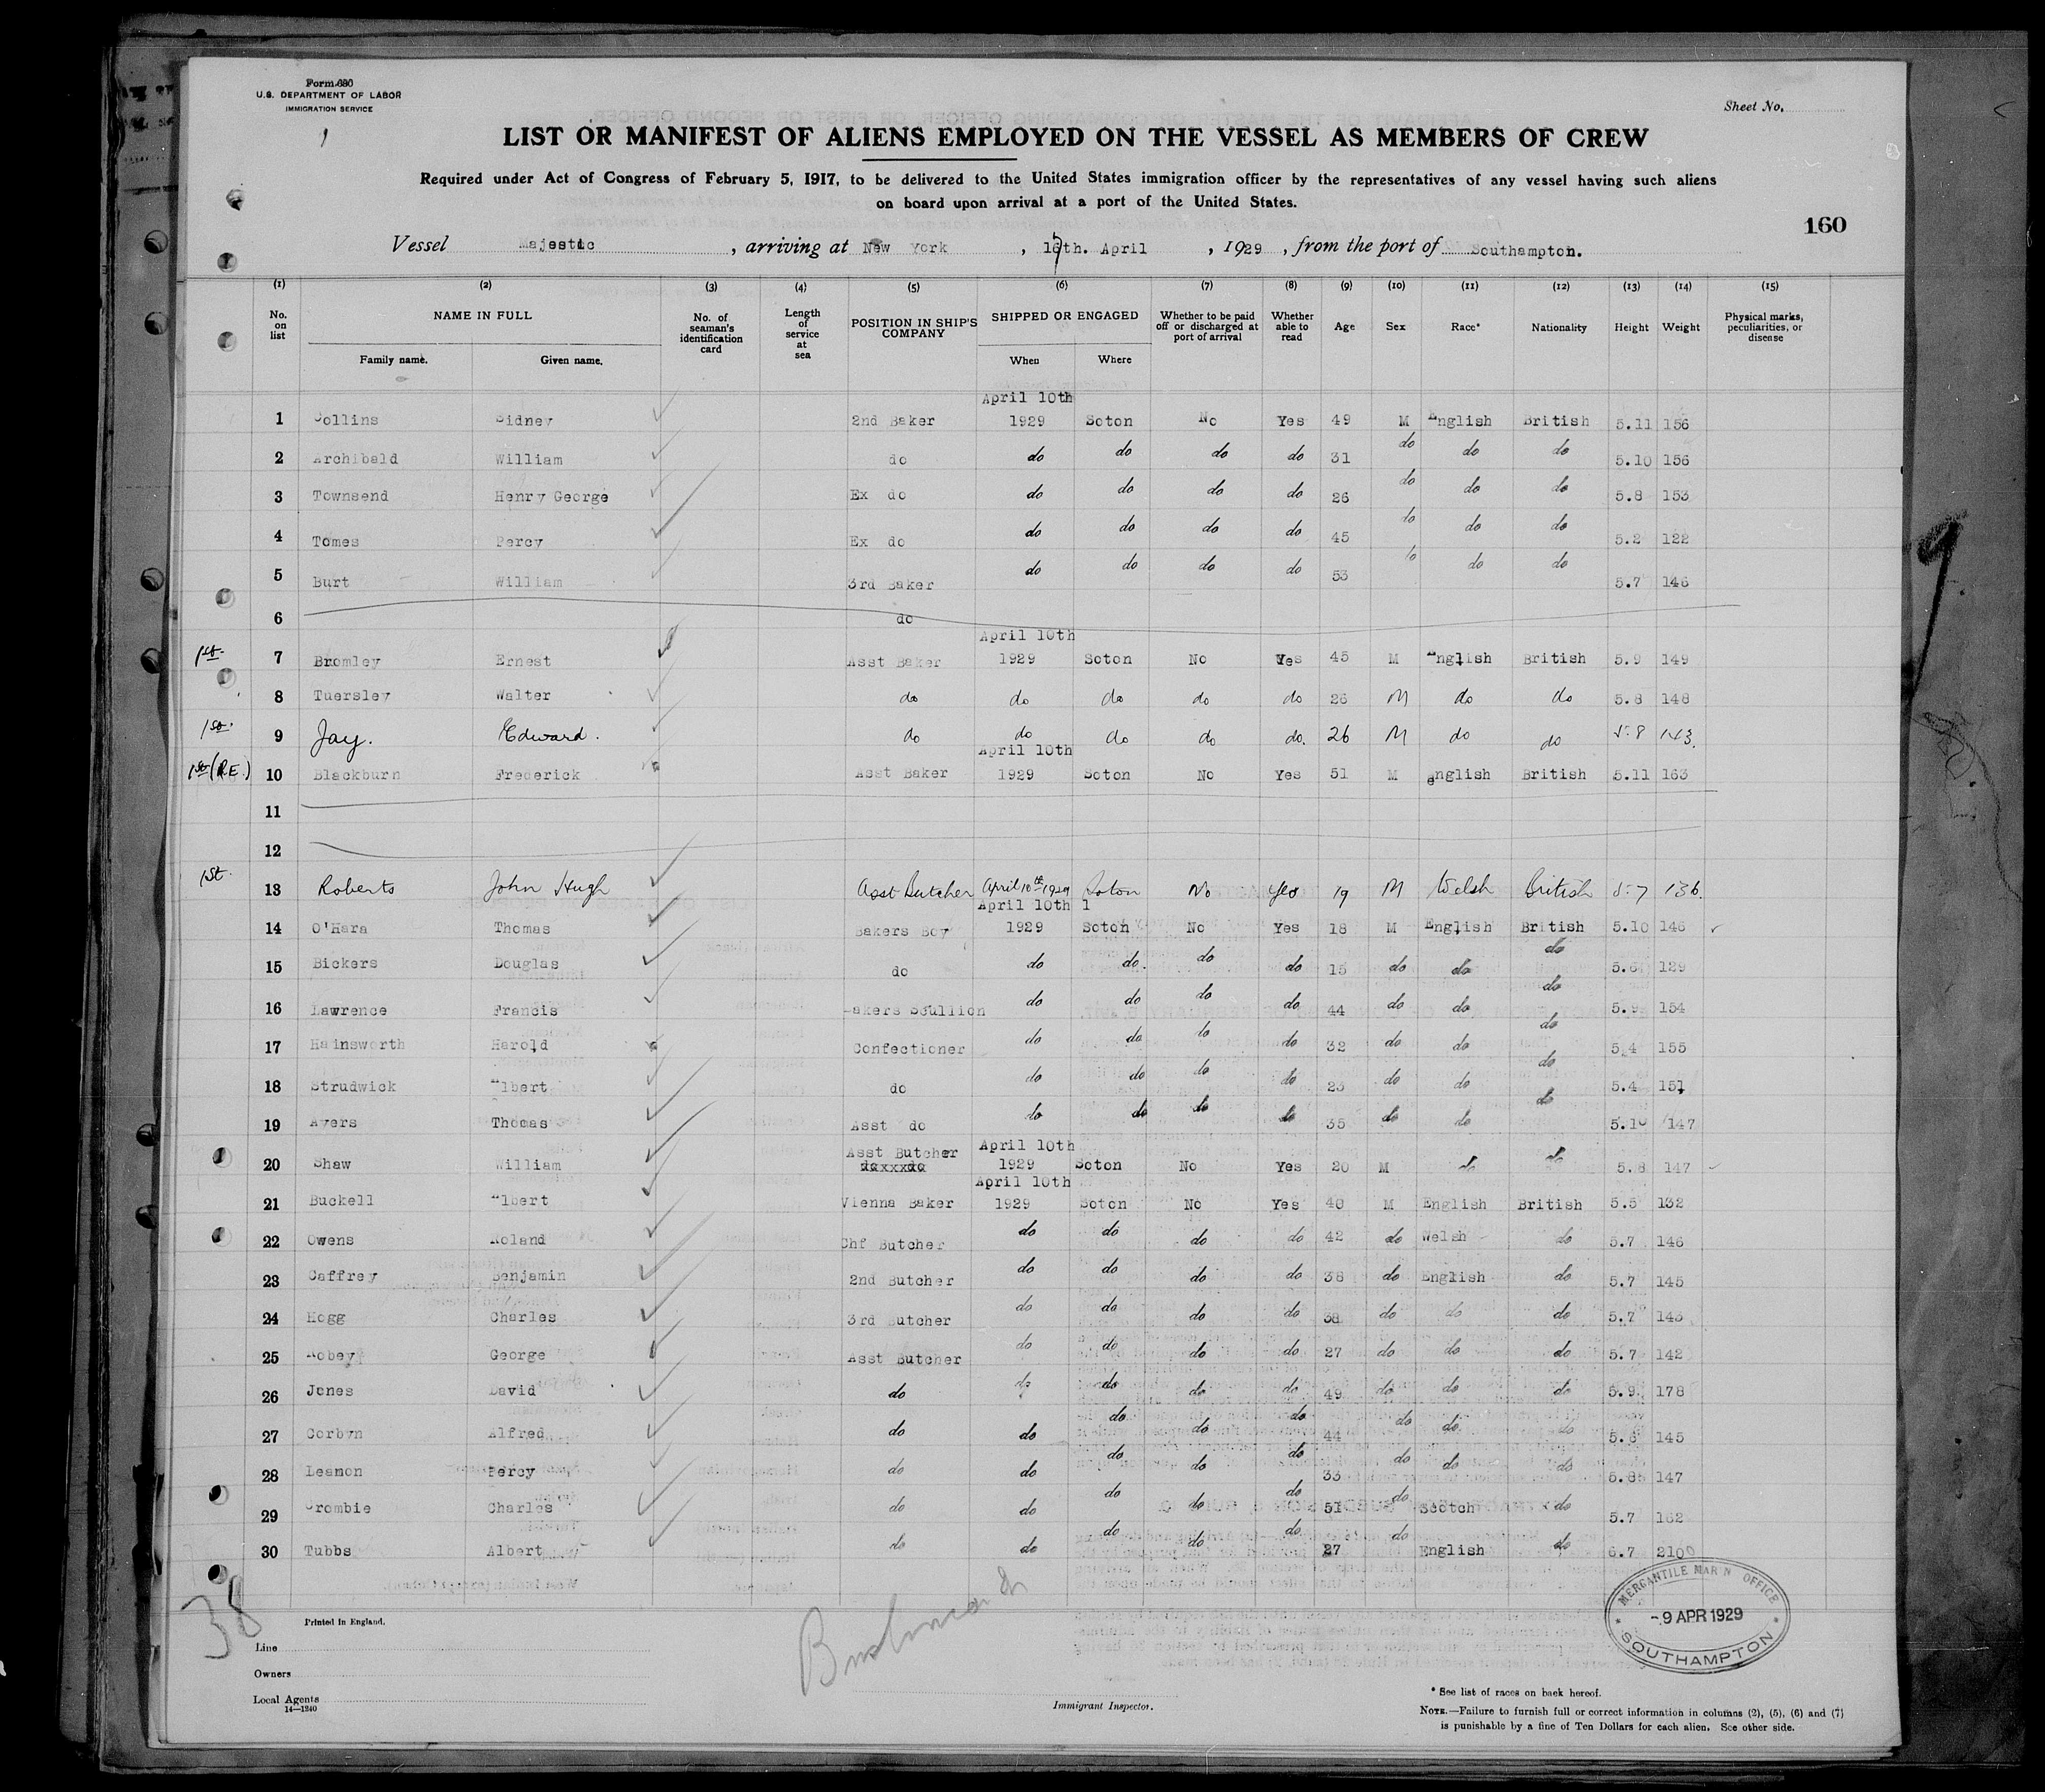 Form 680
U.S. DEPARTMENT OF LABOR
IMMIGRATION SERVICE
Sheet No.
LIST OR MANIFEST OF ALIENS EMPLOYED ON THE VESSEL AS MEMBERS OF CREW
Required under Act of Congress of February 5, 1917, to be delivered to the United States immigration officer by the representatives of any vessel having such aliens
on board upon arrival at a port of the United States.
160
Vessel Majestic, arriving at New York, 17th. April, 1929, from the port of Southampton.
(1) (2) (3) (4) (5) (6) (7) (8) (9) (10) (11) (12) (13) (14) (15)
No. on list NAME IN FULL Family name. Given name. No. of seaman's identification card Length of service at sea POSITION IN SHIP'S COMPANY SHIPPED OR ENGAGED When Where Whether to be paid off or discharged at port of arrival Whether able to read Age Sex Race* Nationality Height Weight Physical marks, peculiarities, or disease
April 10th
1 Collins Sidney 2nd Baker 1929 Soton No Yes 49 M English British 5.11 156
2 Archibald William do do do do do 31 do do do 5.10 156
3 Townsend Henry George Ex do do do do do 26 do do do 5.8 153
4 Tomes Percy Ex do do do do do 45 do do do 5.2 122
5 Burt William 3rd Baker do do do do 53 do do do 5.7 146
6 do
April 10th
1st. 7 Bromley Ernest Asst Baker 1929 Soton No Yes 45 M English British 5.9 149
8 Tuersley Walter do do do do do 26 M do do 5.8 148
1st. 9 Jay. Edward. do do do do do. 26 M do do 5.8 143.
April 10th
1st (R.E.) 10 Blackburn Frederick Asst Baker 1929 Soton No Yes 51 M english British 5.11 163
11
12
1st. 13 Roberts John Hugh Asst Butcher April 10th 1929 Soton No Yes 19 M Welsh British 5.7 136.
April 10th 1
14 O'Hara Thomas Bakers Boy 1929 Soton No Yes 18 M English British 5.10 146
15 Bickers Douglas do do do. do do 15 do do do 5.6 129
16 Lawrence Francis Bakers Scullion do do do do 44 do do do 5.9 154
17 Hainsworth Harold Confectioner do do do do 32 do do do 5.4 155
18 Strudwick Albert do do do do do 23 do do do 5.4 151
19 Ayers Thomas Asst do do do do do 35 do do do 5.10 147
Asst Butcher April 10th
20 Shaw William 1929 Soton No Yes 20 M do do 5.8 147
April 10th
21 Buckell Albert Vienna Baker 1929 Soton No Yes 40 M English British 5.5 132
22 Owens Roland Chf Butcher do do do do 42 do Welsh do 5.7 146
23 Caffrey Benjamin 2nd Butcher do do do do 36 do English do 5.7 145
24 Hogg Charles 3rd Butcher do do do do 38 do do do 5.7 143
25 Robey George Asst Butcher do do do do 27 do do do 5.7 142
26 Jones David do do do do do 49 do do do 5.9 178
27 Corbyn Alfred do do do do do 44 do do do 5.6 145
28 Leamon Percy do do do do do 33 do do do 5.8 147
29 Crombie Charles do do do do do 51 do Scotch do 5.7 162
30 Tubbs Albert do do do do do 27 do English do 6.7 210
38
MERCANTILE MARINE OFFICE
-9 APR 1929
SOUTHAMPTON
Printed in England.
Line
Owners
Local Agents
14—1240
Immigrant Inspector.
* See list of races on back hereof.
NOTE.—Failure to furnish full or correct information in columns (2), (5), (6) and (7)
is punishable by a fine of Ten Dollars for each alien. See other side.